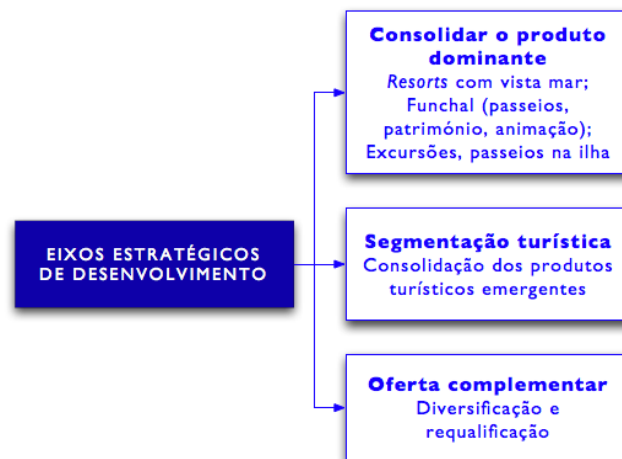 Consolidar o produto
dominante
Resorts com vista mar;
Funchal (passeios,
património, animação);
Excursões, passeios na ilha
EIXOS ESTRATÉGICOS
DE DESENVOLVIMENTO
Segmentação turística
Consolidação dos produtos
turísticos emergentes
Oferta complementar
Diversificação e
requalificação